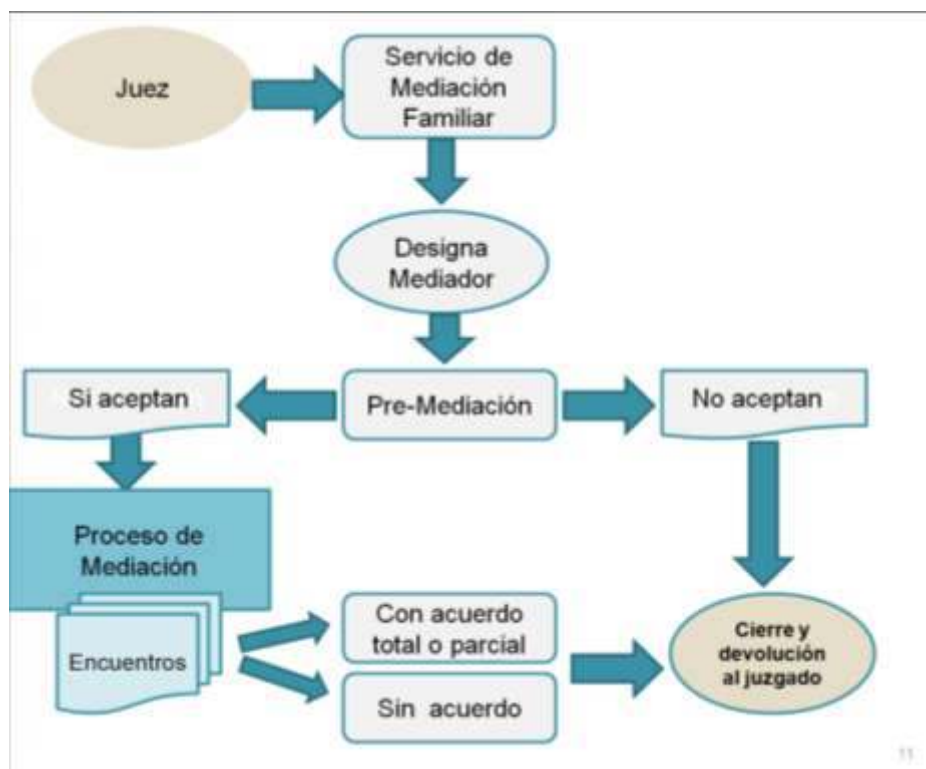 Juez
Servicio de
Mediación
Familiar
Designa
Mediador
Si aceptan
Pre-Mediación
No aceptan
Proceso de
Mediación
Encuentros
Con acuerdo
total o parcial
Sin acuerdo
Cierre y
devolución
al juzgado
11